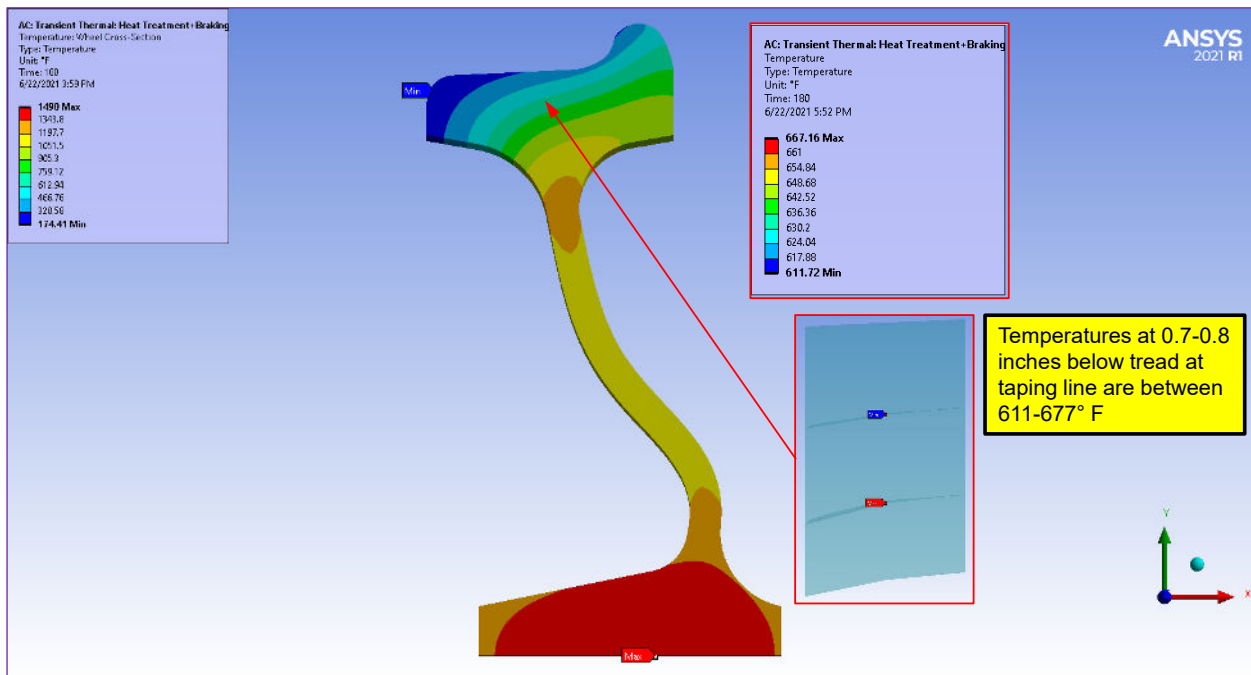 AC: Transient Thermal: Heat Treatment+Braking
Temperature: Wheel Cross-Section
Type: Temperature
Unit: °F
Time: 180
6/22/2021 3:59 PM
1490 Max
1343.8
1197.7
1051.5
905.3
759.12
612.94
466.76
320.58
174.41 Min
Min
AC: Transient Thermal: Heat Treatment+Braking
Temperature
Type: Temperature
Unit: °F
Time: 180
6/22/2021 5:52 PM
667.16 Max
661
654.84
648.68
642.52
636.36
630.2
624.04
617.88
611.72 Min
ANSYS
2021 R1
Temperatures at 0.7-0.8
inches below tread at
taping line are between
611-677° F
Max
Y
X